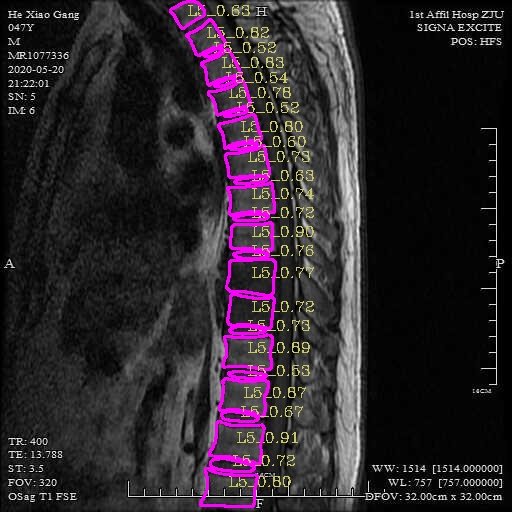 He Xiao Gang
047Y
M
MR1077336
2020-05-20
21:22:01
SN: 5
IM: 6
H
1st Affil Hosp ZJU
SIGNA EXCITE
POS: HFS
L5_0.63
L5_0.82
L5_0.52
L5_0.83
L5_0.54
L5_0.78
L5_0.52
L5_0.80
L5_0.60
L5_0.73
L5_0.63
L5_0.74
L5_0.72
L5_0.90
L5_0.76
A
P
L5_0.77
L5_0.72
L5_0.73
L5_0.89
L5_0.53
14CM
L5_0.87
L5_0.67
L5_0.91
L5_0.72
L5_0.80
TR: 400
TE: 13.788
ST: 3.5
FOV: 320
OSag T1 FSE
F
WW: 1514 [1514.000000]
WL: 757 [757.000000]
DFOV: 32.00cm x 32.00cm